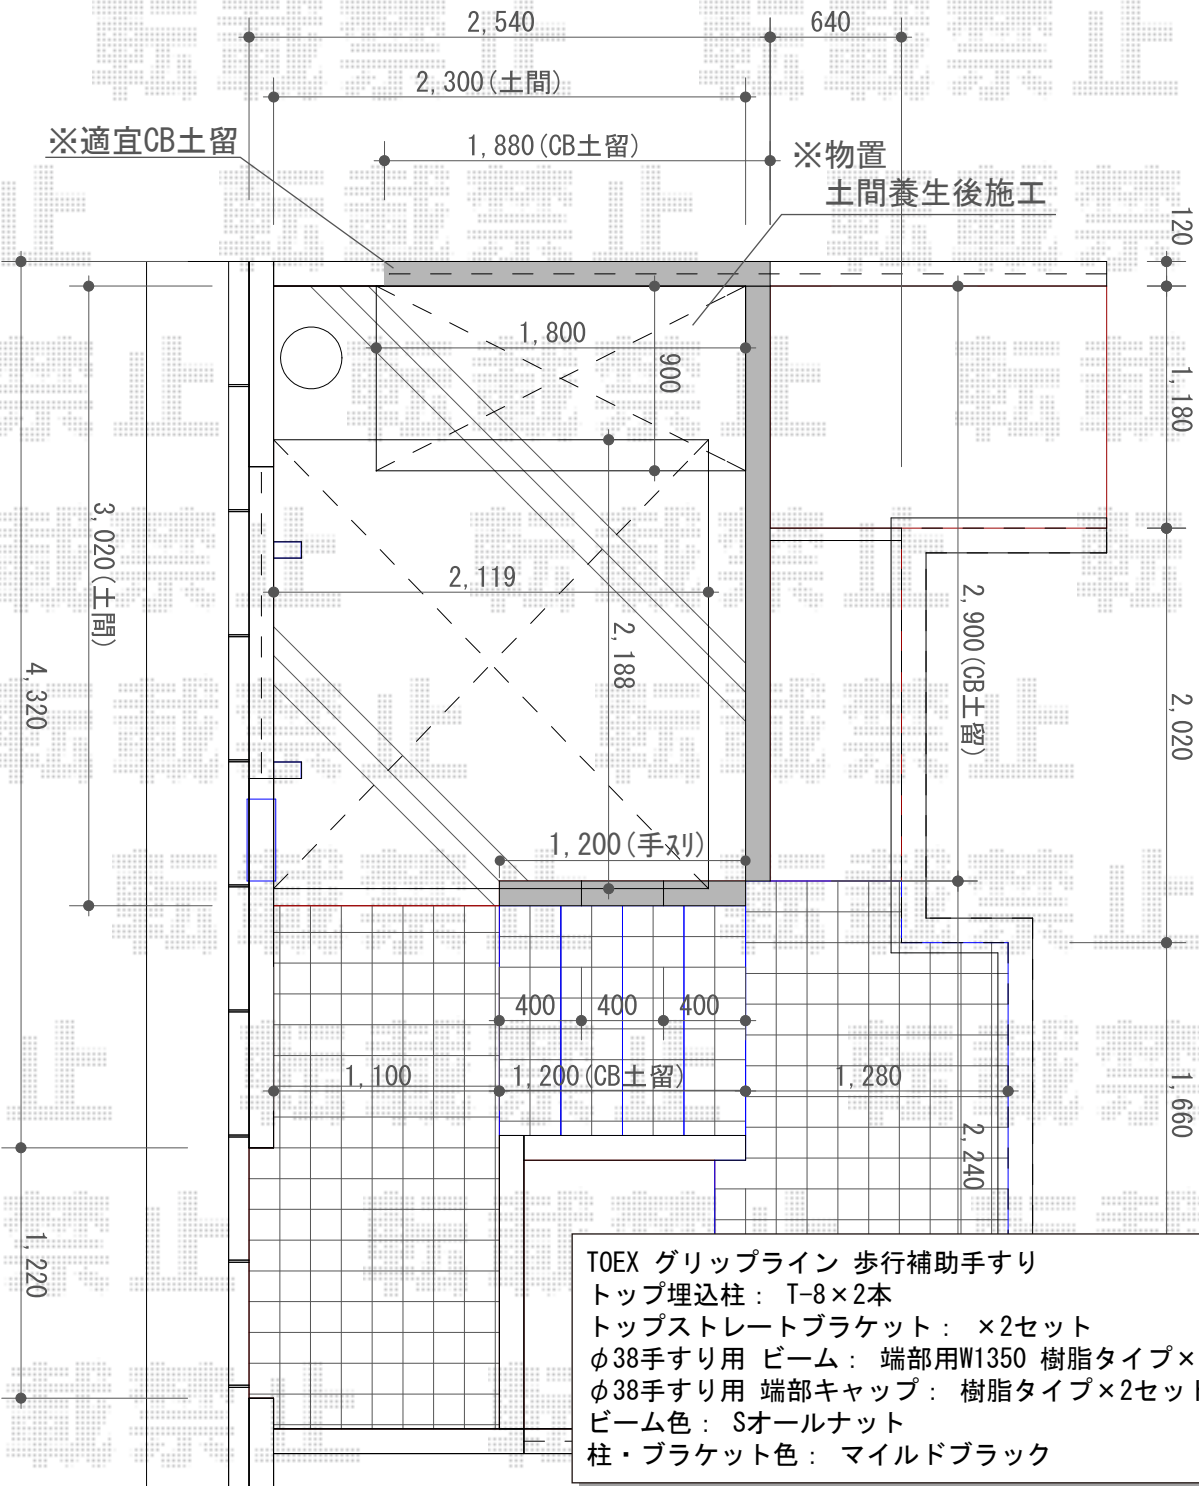 2,540
640
2,300(土間)
※適宜CB土留
1,880(CB土留)
※物置
土間養生後施工
120
1,800
900
1,180
3,020(土間)
2,119
2,188
2,900(CB土留)
4,320
2,020
1,200(手スリ)
400
400
400
1,100
1,200(CB土留)
1,280
1,660
2,240
1,220
TOEX グリップライン 歩行補助手すり
トップ埋込柱： T-8×2本
トップストレートブラケット： ×2セット
φ38手すり用 ビーム： 端部用W1350 樹脂タイプ×
φ38手すり用 端部キャップ： 樹脂タイプ×2セット
ビーム色： Sオールナット
柱・ブラケット色： マイルドブラック
転載禁止